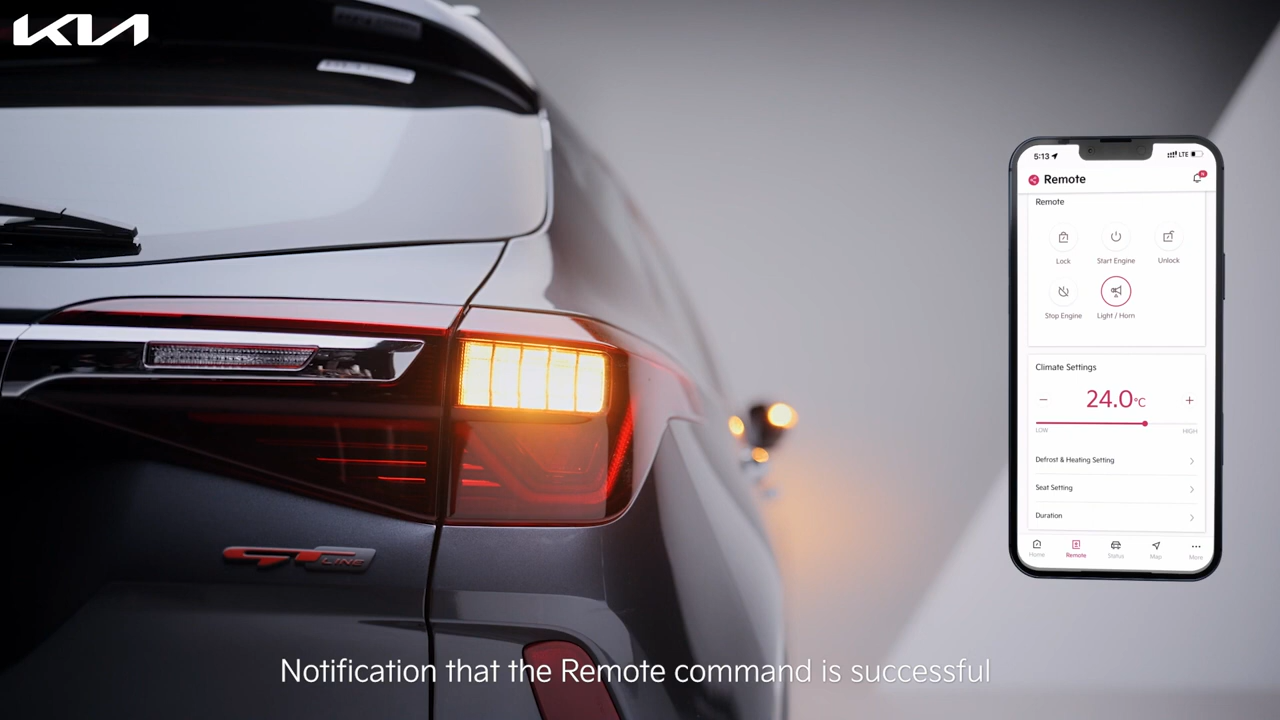 KIA
5:13
LTE
Remote
Remote
Lock
Start Engine
Unlock
Stop Engine
Light / Horn
Climate Settings
− 24.0°C +
LOW
HIGH
Defrost & Heating Setting
Seat Setting
Duration
Home
Remote
Status
Map
More
GT LINE
Notification that the Remote command is successful